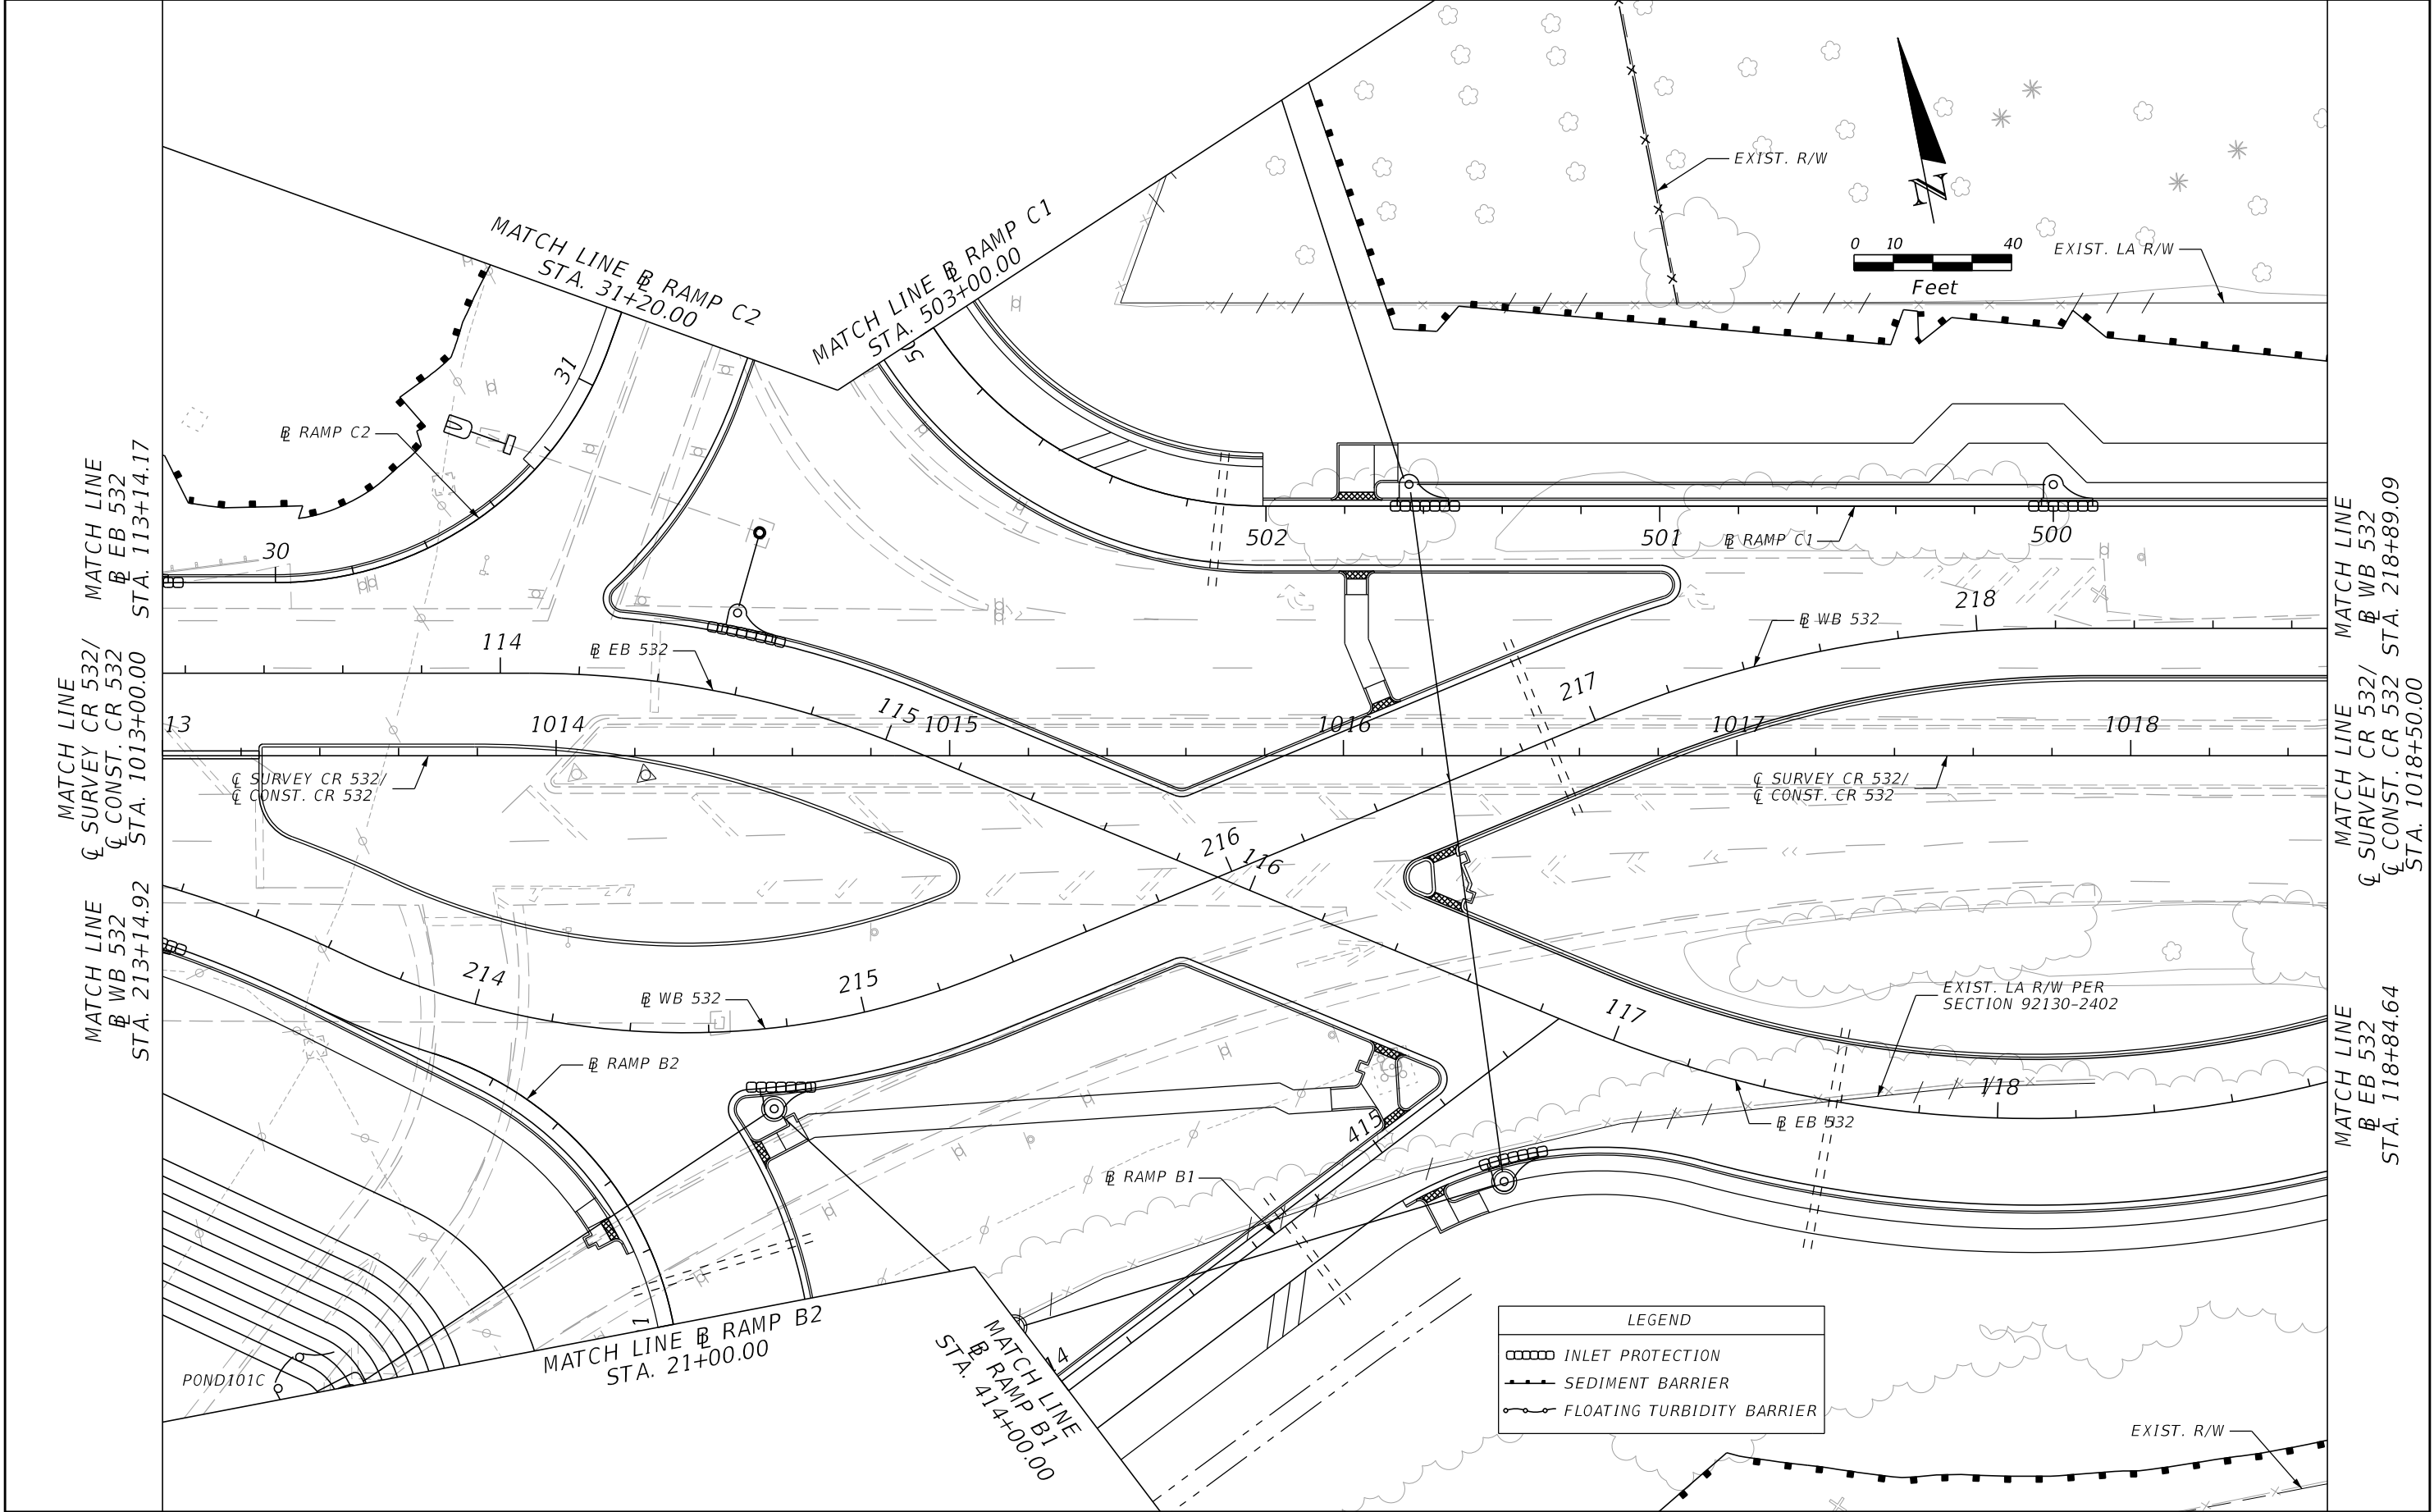 MATCH LINE ℄ RAMP C2
STA. 31+20.00
MATCH LINE ℄ RAMP C1
STA. 503+00.00
EXIST. R/W
N
0 10 40
Feet
EXIST. LA R/W
31
℄ RAMP C2
30
MATCH LINE
℄ EB 532
STA. 113+14.17
502
501
℄ RAMP C1
500
MATCH LINE
℄ WB 532
STA. 218+89.09
114
℄ EB 532
115
℄ WB 532
217
218
MATCH LINE
℄ SURVEY CR 532/
℄ CONST. CR 532
STA. 1013+00.00
13
1014
1015
1016
1017
1018
℄ SURVEY CR 532/
℄ CONST. CR 532
℄ SURVEY CR 532/
℄ CONST. CR 532
MATCH LINE
℄ SURVEY CR 532/
℄ CONST. CR 532
STA. 1018+50.00
216
116
MATCH LINE
℄ WB 532
STA. 213+14.92
214
215
℄ WB 532
117
EXIST. LA R/W PER
SECTION 92130-2402
℄ RAMP B2
118
℄ EB 532
MATCH LINE
℄ EB 532
STA. 118+84.64
415
℄ RAMP B1
1
14
MATCH LINE ℄ RAMP B2
STA. 21+00.00
MATCH LINE
℄ RAMP B1
STA. 414+00.00
POND101C
LEGEND
INLET PROTECTION
SEDIMENT BARRIER
FLOATING TURBIDITY BARRIER
EXIST. R/W